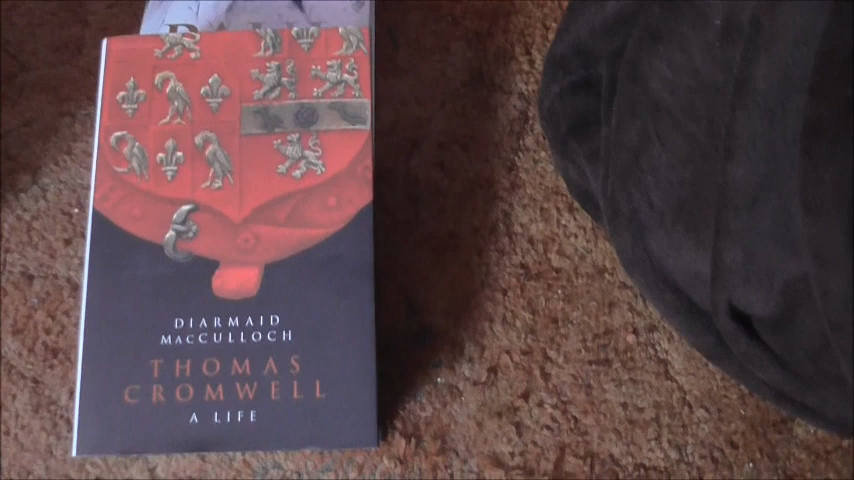 DIARMAID
MACCULLOCH
THOMAS
CROMWELL
A LIFE